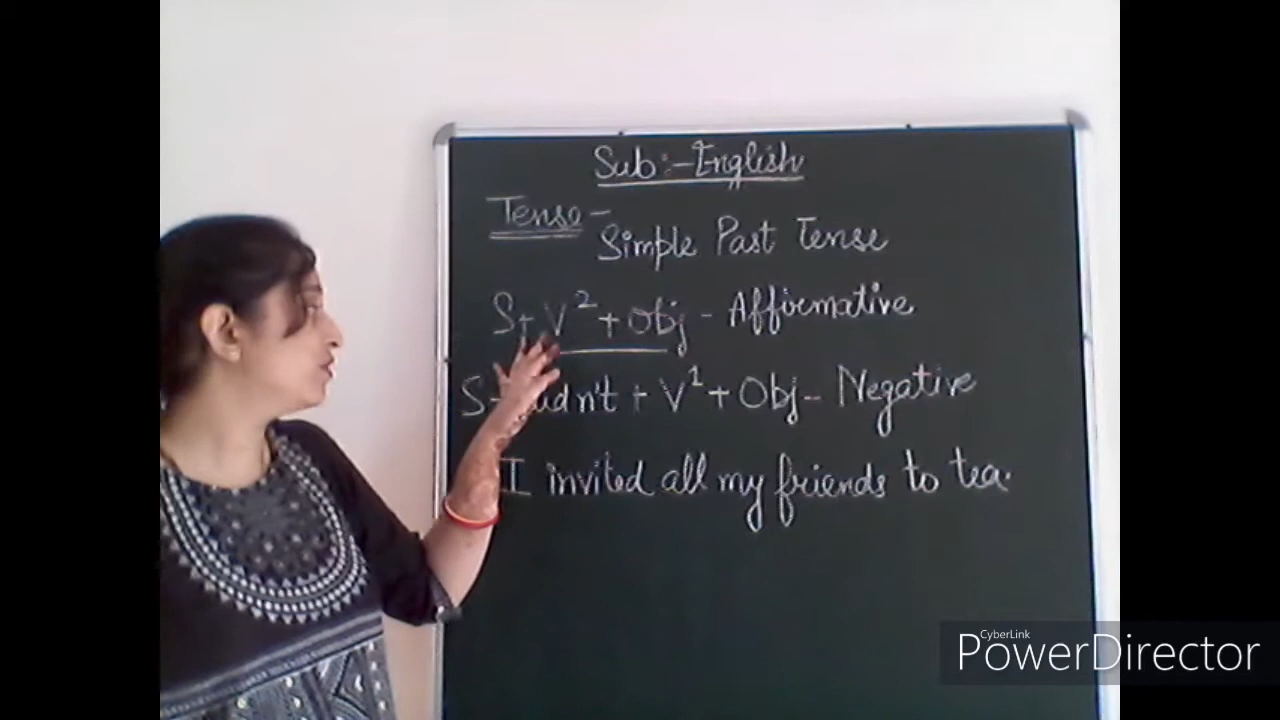 Sub:-English
Tense-
Simple Past Tense
S+ V² + Obj - Affirmative
S+ didn't + V¹ + Obj - Negative
I invited all my friends to tea.
CyberLink
PowerDirector